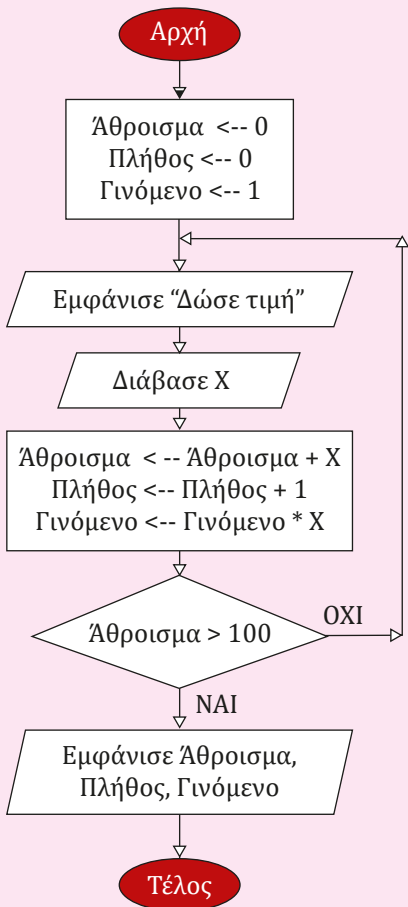 Αρχή
Άθροισμα <-- 0
Πλήθος <-- 0
Γινόμενο <-- 1
Εμφάνισε “Δώσε τιμή”
Διάβασε Χ
Άθροισμα < -- Άθροισμα + Χ
Πλήθος <-- Πλήθος + 1
Γινόμενο <-- Γινόμενο * Χ
Άθροισμα > 100
ΟΧΙ
ΝΑΙ
Εμφάνισε Άθροισμα,
Πλήθος, Γινόμενο
Τέλος